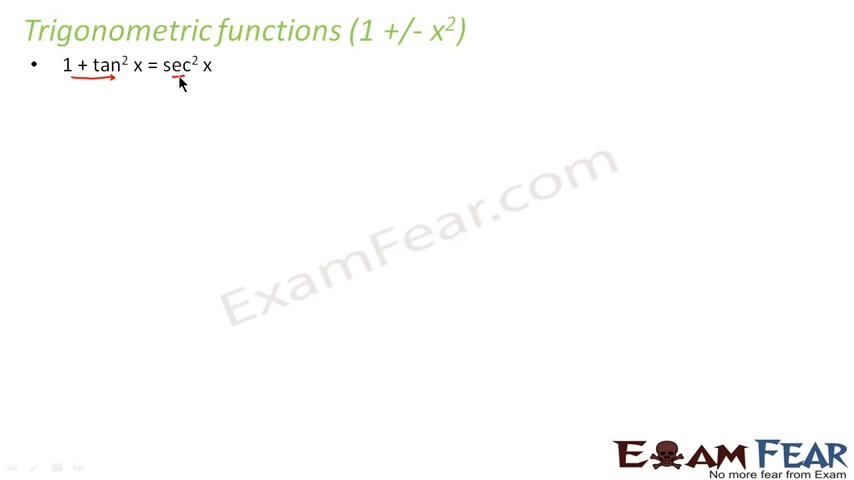 Trigonometric functions (1 +/- x²)
• 1 + tan² x = sec² x
ExamFear.com
EXAM FEAR
No more fear from Exam